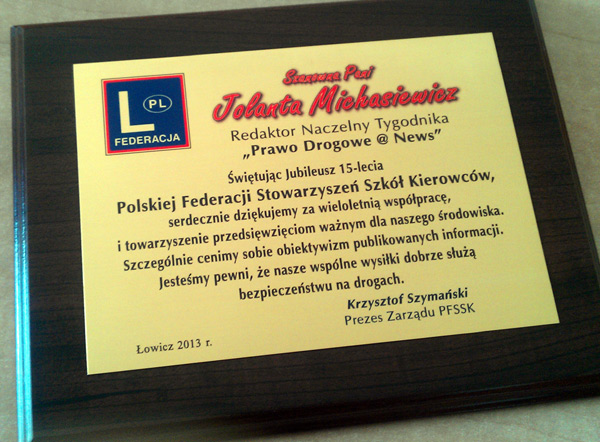 L
PL
FEDERACJA
Szanowna Pani
Jolanta Michasiewicz
Redaktor Naczelny Tygodnika
„Prawo Drogowe @ News”
Świętując Jubileusz 15-lecia
Polskiej Federacji Stowarzyszeń Szkół Kierowców,
serdecznie dziękujemy za wieloletnią współpracę,
i towarzyszenie przedsięwzięciom ważnym dla naszego środowiska.
Szczególnie cenimy sobie obiektywizm publikowanych informacji.
Jesteśmy pewni, że nasze wspólne wysiłki dobrze służą
bezpieczeństwu na drogach.
Krzysztof Szymański
Prezes Zarządu PFSSK
Łowicz 2013 r.